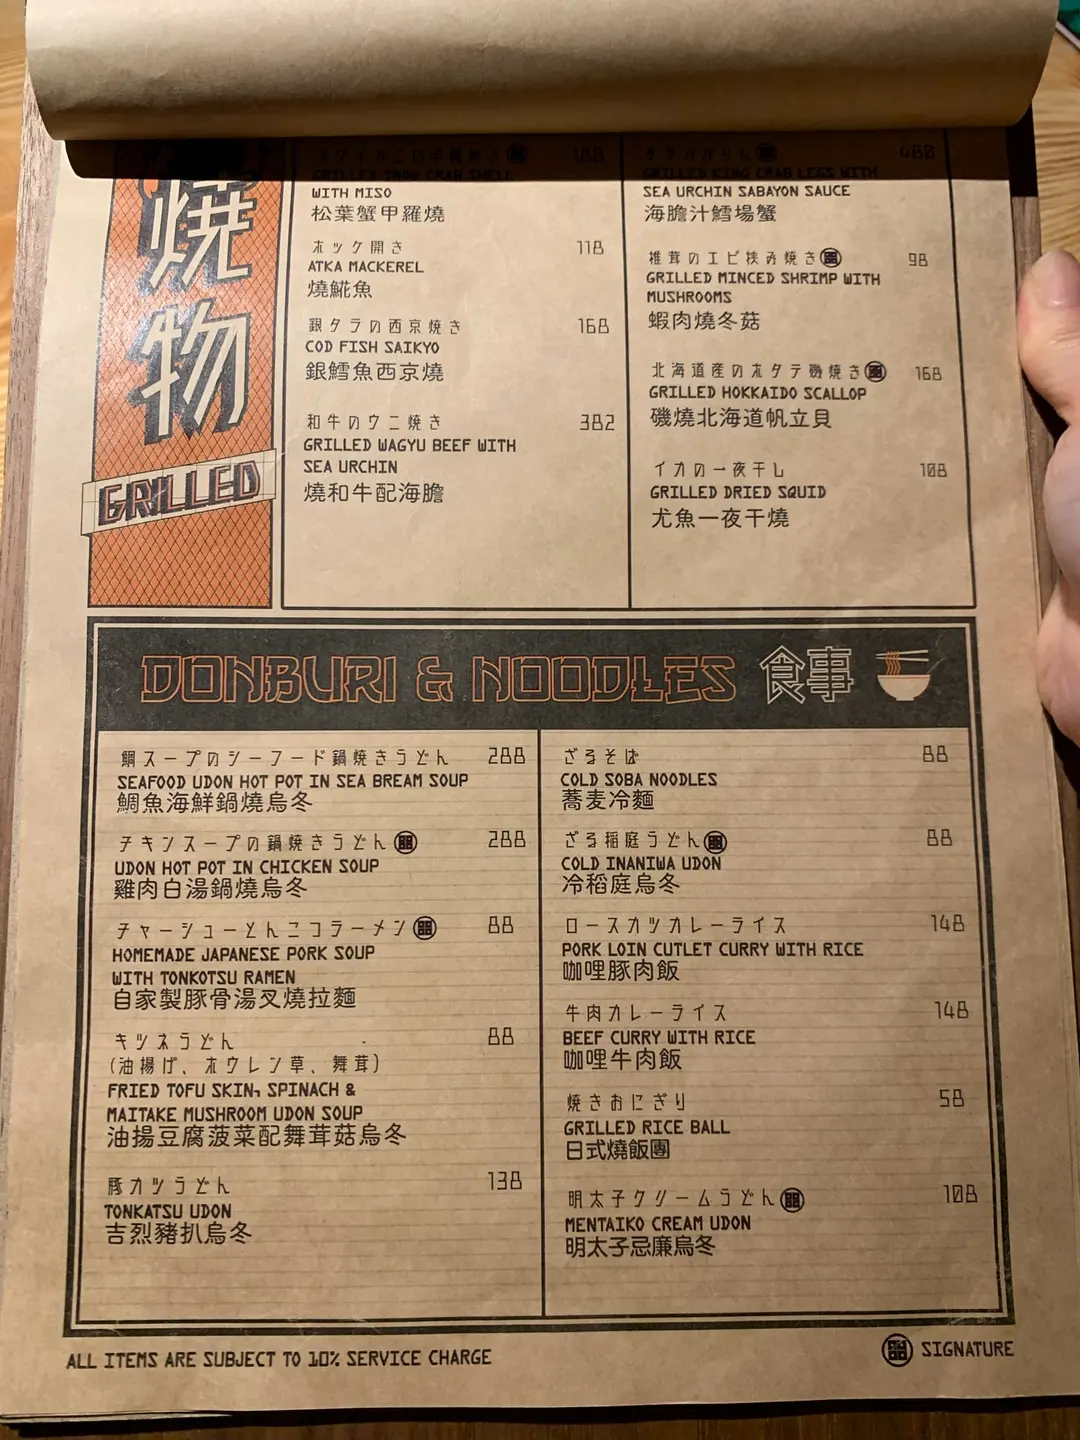 燒物
GRILLED
188
GRILLED SNOW CRAB SHELL
WITH MISO
松葉蟹甲羅燒
ホッケ開き 118
ATKA MACKEREL
燒𩸽魚
銀タラの西京焼き 168
COD FISH SAIKYO
銀鱈魚西京燒
和牛のウニ焼き 382
GRILLED WAGYU BEEF WITH
SEA URCHIN
燒和牛配海膽
488
GRILLED KING CRAB LEGS WITH
SEA URCHIN SABAYON SAUCE
海膽汁鱈場蟹
椎茸のエビ挟み焼き 98
GRILLED MINCED SHRIMP WITH
MUSHROOMS
蝦肉燒冬菇
北海道産のホタテ磯焼き 168
GRILLED HOKKAIDO SCALLOP
磯燒北海道帆立貝
イカの一夜干し 108
GRILLED DRIED SQUID
尤魚一夜干燒
DONBURI & NOODLES 食事
鯛スープのシーフード鍋焼きうどん 288
SEAFOOD UDON HOT POT IN SEA BREAM SOUP
鯛魚海鮮鍋燒烏冬
チキンスープの鍋焼きうどん 288
UDON HOT POT IN CHICKEN SOUP
雞肉白湯鍋燒烏冬
チャーシューとんこコラーメン 88
HOMEMADE JAPANESE PORK SOUP
WITH TONKOTSU RAMEN
自家製豚骨湯叉燒拉麵
キツネうどん 88
(油揚げ、ホウレン草、舞茸)
FRIED TOFU SKIN, SPINACH &
MAITAKE MUSHROOM UDON SOUP
油揚豆腐菠菜配舞茸菇烏冬
豚カツうどん 138
TONKATSU UDON
吉烈豬扒烏冬
ざるそば 88
COLD SOBA NOODLES
蕎麦冷麵
ざる稲庭うどん 88
COLD INANIWA UDON
冷稻庭烏冬
ロースカツカレーライス 148
PORK LOIN CUTLET CURRY WITH RICE
咖哩豚肉飯
牛肉カレーライス 148
BEEF CURRY WITH RICE
咖哩牛肉飯
焼きおにぎり 58
GRILLED RICE BALL
日式燒飯團
明太子クリームうどん 108
MENTAIKO CREAM UDON
明太子忌廉烏冬
ALL ITEMS ARE SUBJECT TO 10% SERVICE CHARGE
SIGNATURE